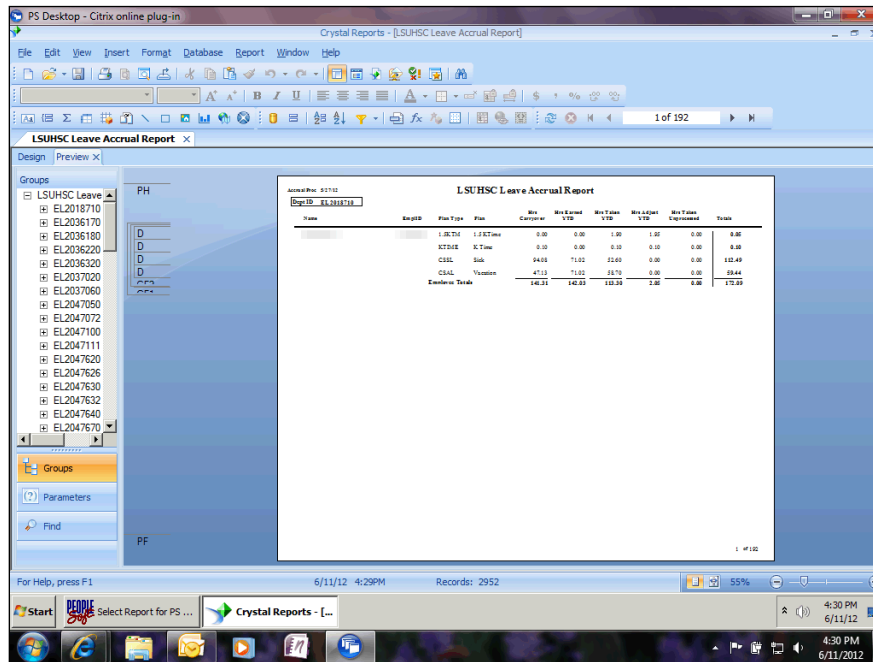 PS Desktop - Citrix online plug-in
Crystal Reports - [LSUHSC Leave Accrual Report]
File Edit View Insert Format Database Report Window Help
1 of 192
LSUHSC Leave Accrual Report
Design Preview
Groups
LSUHSC Leave
EL2018710
EL2036170
EL2036180
EL2036220
EL2036320
EL2037020
EL2037060
EL2047050
EL2047072
EL2047100
EL2047111
EL2047620
EL2047626
EL2047630
EL2047632
EL2047640
EL2047670
Groups
Parameters
Find
PH
D
D
D
D
PF
Accrual Proc 5/27/12 LSUHSC Leave Accrual Report
Dept ID EL2018710
Name EmplID Plan Type Plan Hrs Carryover Hrs Earned YTD Hrs Taken YTD Hrs Adjust YTD Hrs Taken Unprocessed Totals
1.5KTM 1.5 KTime 0.00 0.00 1.90 1.95 0.00 0.05
KTIME K Time 0.10 0.00 0.10 0.10 0.00 0.10
CSSL Sick 94.08 71.02 52.60 0.00 0.00 112.49
CSAL Vacation 47.13 71.02 58.70 0.00 0.00 59.44
Employee Totals 141.31 142.03 113.30 2.05 0.00 172.09
1 of 192
For Help, press F1 6/11/12 4:29PM Records: 2952 55%
Start Select Report for PS ... Crystal Reports - [... 4:30 PM
6/11/12
4:30 PM
6/11/2012